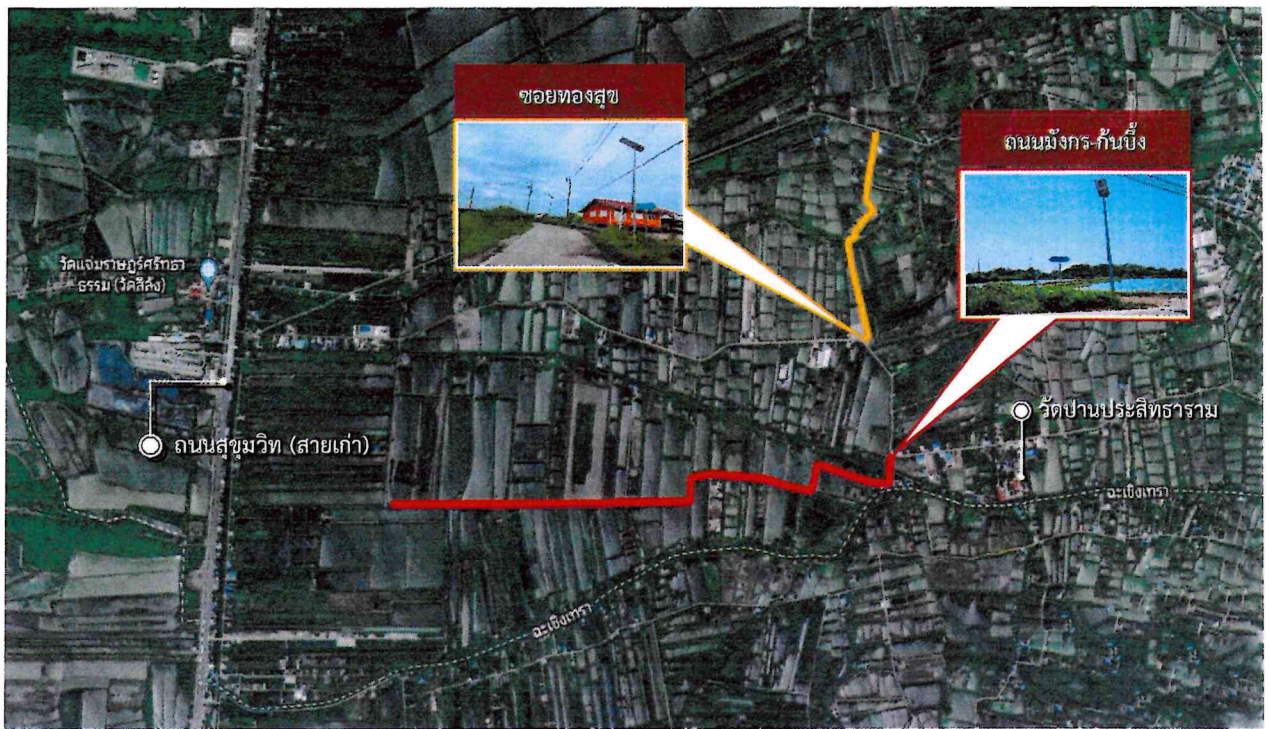 ซอยทองสุข
ถนนมังกร-กันบึ้ง
วัดแจ่มราษฎร์ศรัทธา
ธรรม (วัดสีล้ง)
วัดปานประสิทธาราม
ถนนสุขุมวิท (สายเก่า)
ฉะเชิงเทรา
ฉะเชิงเทรา